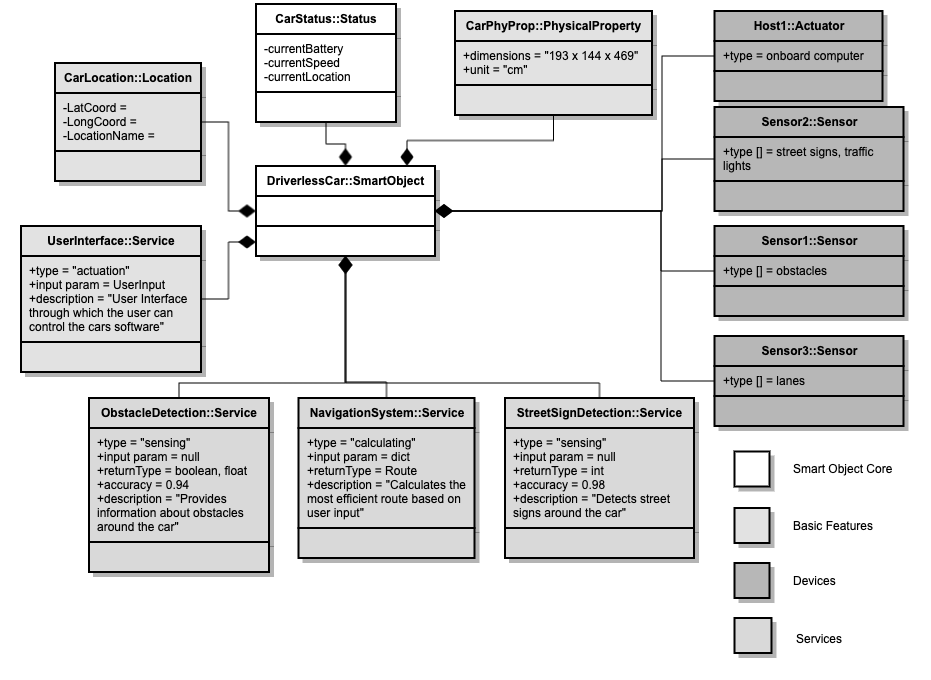 CarStatus::Status
-currentBattery
-currentSpeed
-currentLocation
CarPhyProp::PhysicalProperty
+dimensions = "193 x 144 x 469"
+unit = "cm"
Host1::Actuator
+type = onboard computer
CarLocation::Location
-LatCoord =
-LongCoord =
-LocationName =
Sensor2::Sensor
+type [] = street signs, traffic
lights
DriverlessCar::SmartObject
UserInterface::Service
+type = "actuation"
+input param = UserInput
+description = "User Interface
through which the user can
control the cars software"
Sensor1::Sensor
+type [] = obstacles
Sensor3::Sensor
+type [] = lanes
ObstacleDetection::Service
+type = "sensing"
+input param = null
+returnType = boolean, float
+accuracy = 0.94
+description = "Provides
information about obstacles
around the car"
NavigationSystem::Service
+type = "calculating"
+input param = dict
+returnType = Route
+description = "Calculates the
most efficient route based on
user input"
StreetSignDetection::Service
+type = "sensing"
+input param = null
+returnType = int
+accuracy = 0.98
+description = "Detects street
signs around the car"
Smart Object Core
Basic Features
Devices
Services